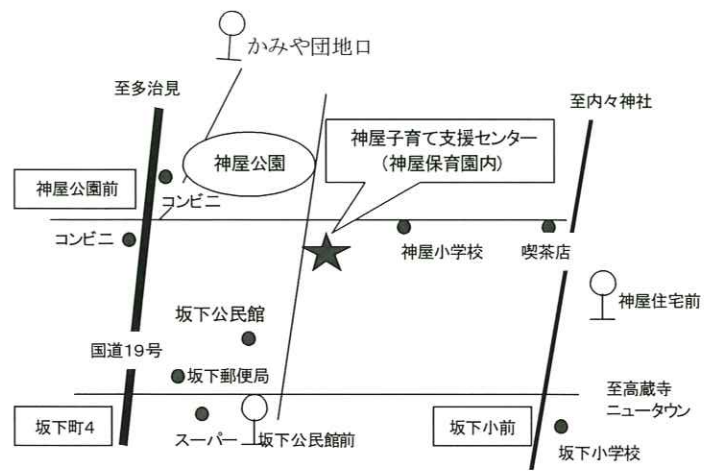 かみや団地口
至多治見
至内々神社
神屋子育て支援センター
(神屋保育園内)
神屋公園
神屋公園前
コンビニ
コンビニ
神屋小学校
喫茶店
神屋住宅前
坂下公民館
国道19号
坂下郵便局
至高蔵寺
ニュータウン
坂下町4
スーパー
坂下公民館前
坂下小前
坂下小学校